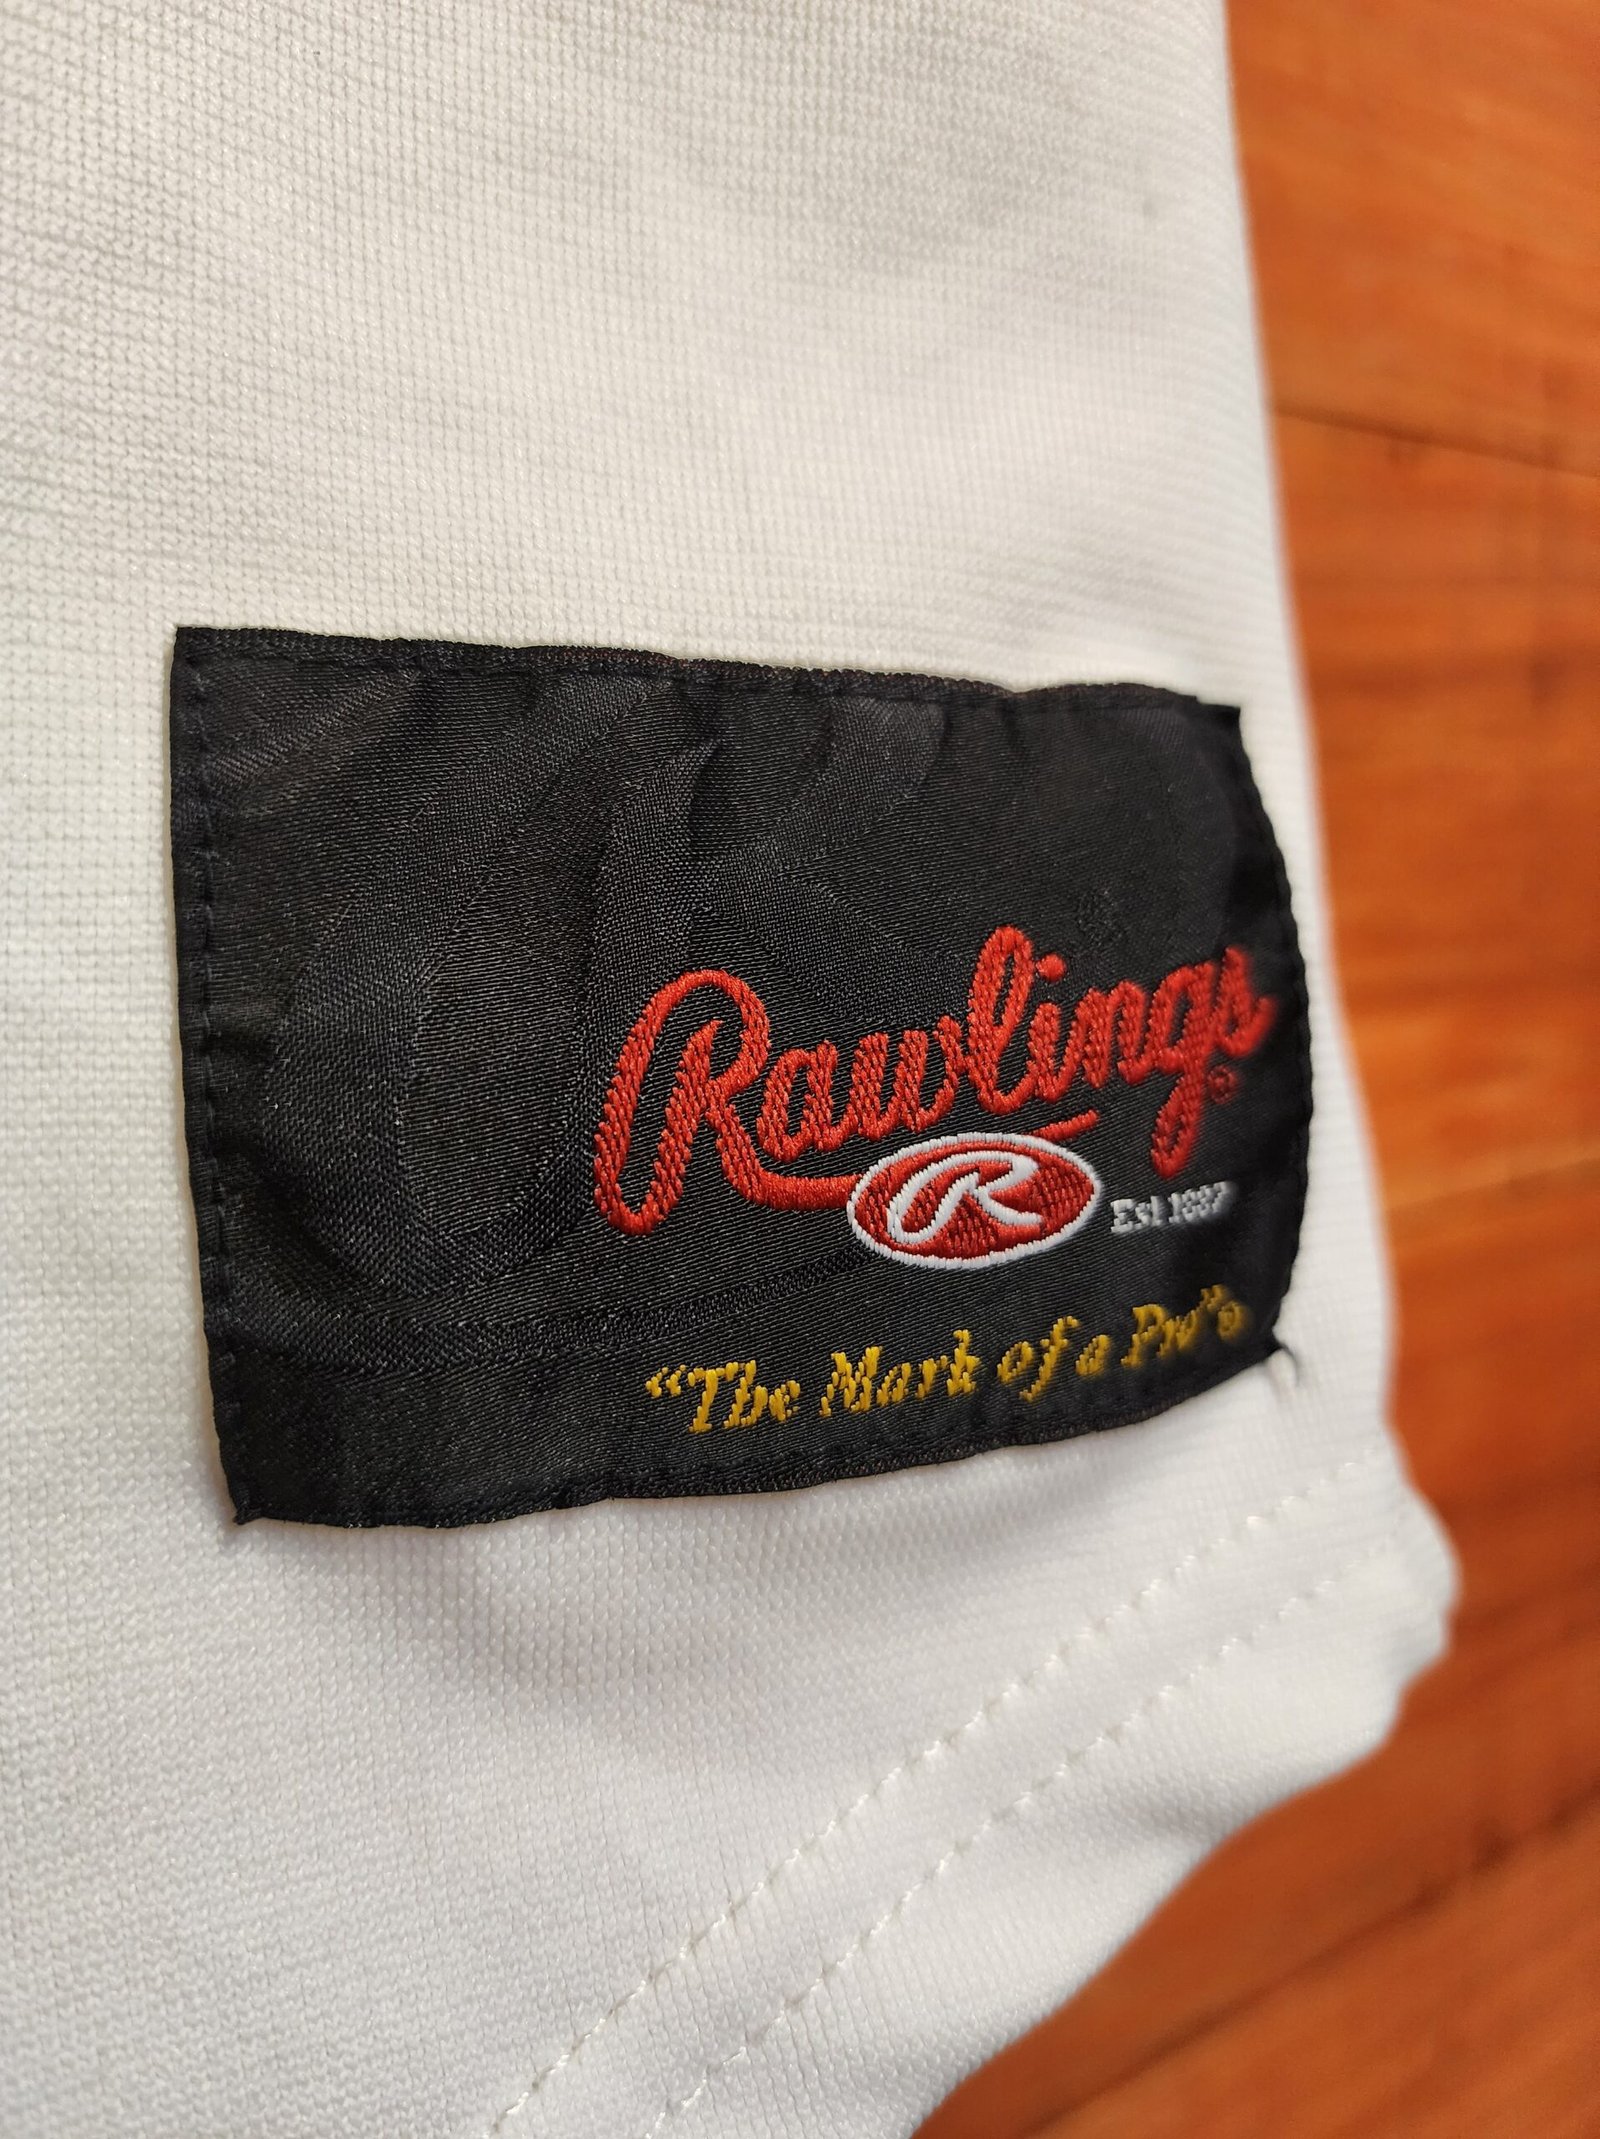 Rawlings®
R
Est 1887
"The Mark of a Pro"®